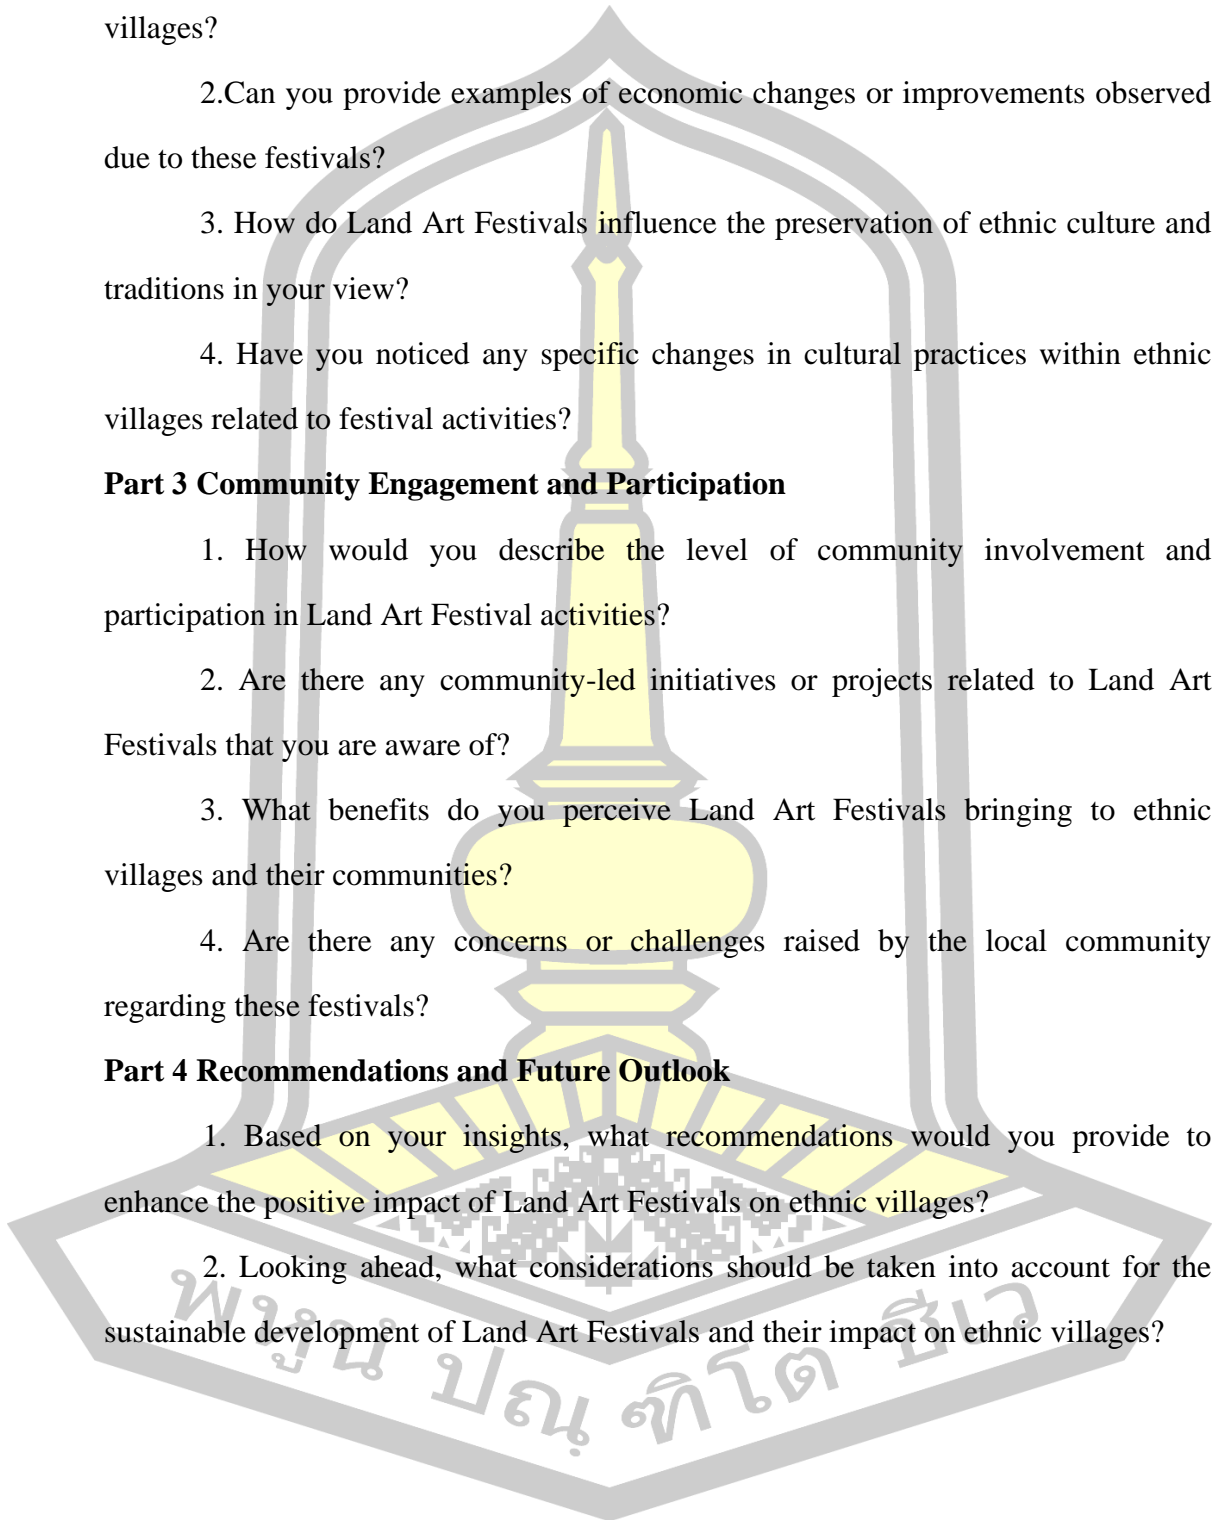 villages?
2.Can you provide examples of economic changes or improvements observed
due to these festivals?
3. How do Land Art Festivals influence the preservation of ethnic culture and
traditions in your view?
4. Have you noticed any specific changes in cultural practices within ethnic
villages related to festival activities?
Part 3 Community Engagement and Participation
1. How would you describe the level of community involvement and
participation in Land Art Festival activities?
2. Are there any community-led initiatives or projects related to Land Art
Festivals that you are aware of?
3. What benefits do you perceive Land Art Festivals bringing to ethnic
villages and their communities?
4. Are there any concerns or challenges raised by the local community
regarding these festivals?
Part 4 Recommendations and Future Outlook
1. Based on your insights, what recommendations would you provide to
enhance the positive impact of Land Art Festivals on ethnic villages?
2. Looking ahead, what considerations should be taken into account for the
sustainable development of Land Art Festivals and their impact on ethnic villages?
พหูนํ ปณฺฑิโต ชีเว